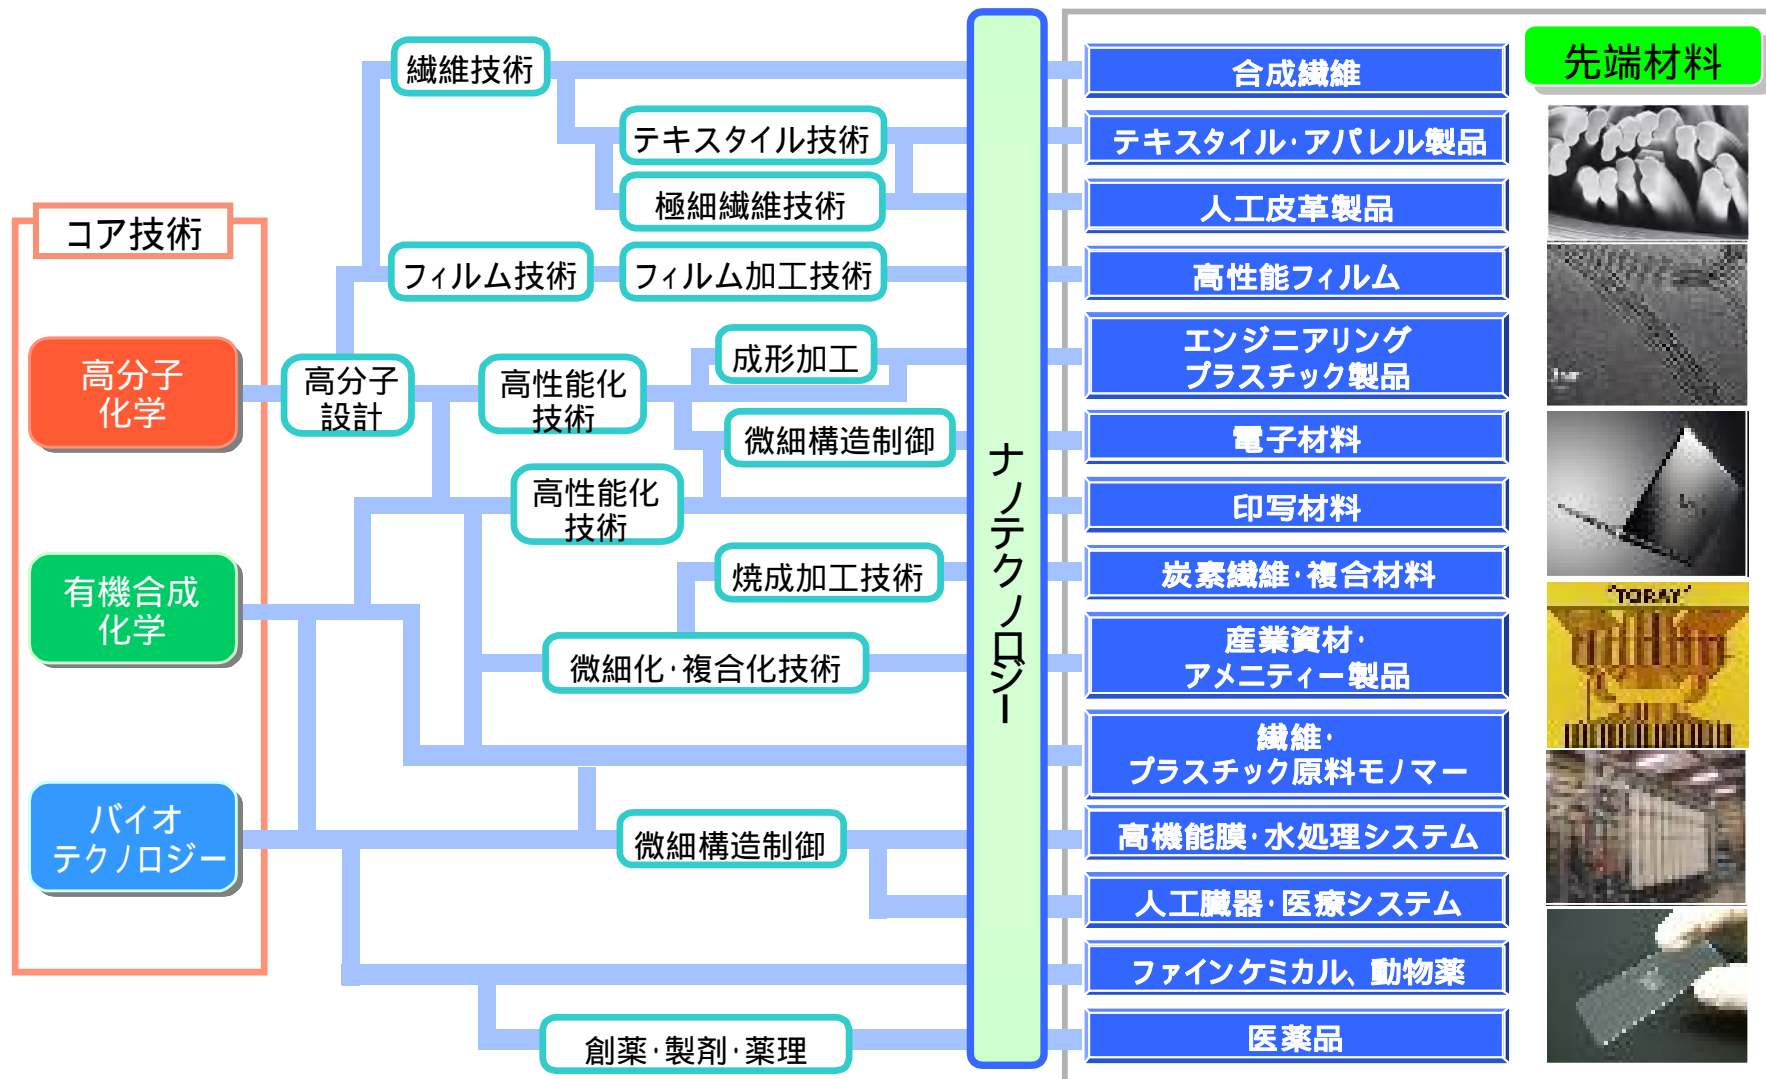 コア技術
高分子
化学
有機合成
化学
バイオ
テクノロジー
高分子
設計
繊維技術
テキスタイル技術
極細繊維技術
フィルム技術
フィルム加工技術
高性能化
技術
成形加工
微細構造制御
高性能化
技術
焼成加工技術
微細化・複合化技術
微細構造制御
創薬・製剤・薬理
ナノテクノロジー
合成繊維
テキスタイル・アパレル製品
人工皮革製品
高性能フィルム
エンジニアリング
プラスチック製品
電子材料
印写材料
炭素繊維・複合材料
産業資材・
アメニティー製品
繊維・
プラスチック原料モノマー
高機能膜・水処理システム
人工臓器・医療システム
ファインケミカル、動物薬
医薬品
先端材料
"TORAY"